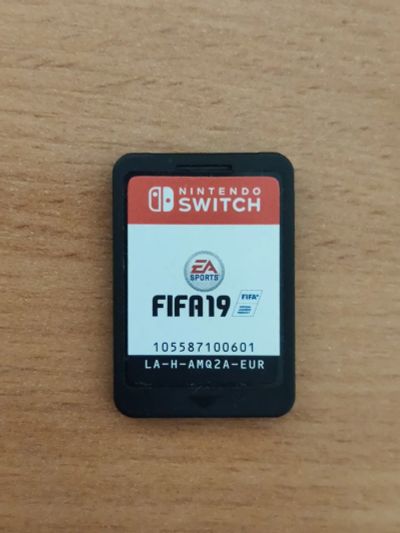 NINTENDO
SWITCH
EA
SPORTS
FIFA19
FIFA
105587100601
LA-H-AMQ2A-EUR